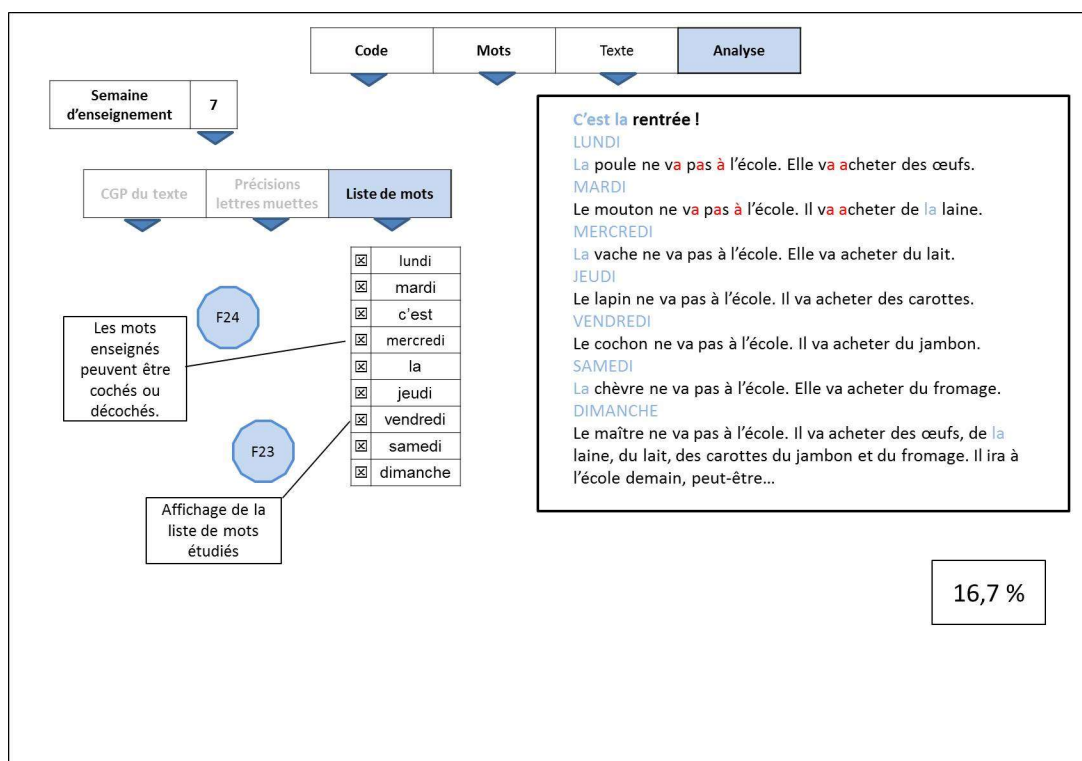 Code
Mots
Texte
Analyse
Semaine
d’enseignement
7
CGP du texte
Précisions
lettres muettes
Liste de mots
☒ lundi
☒ mardi
☒ c’est
☒ mercredi
☒ la
☒ jeudi
☒ vendredi
☒ samedi
☒ dimanche
F24
Les mots
enseignés
peuvent être
cochés ou
décochés.
F23
Affichage de la
liste de mots
étudiés
C’est la rentrée !
LUNDI
La poule ne va pas à l’école. Elle va acheter des œufs.
MARDI
Le mouton ne va pas à l’école. Il va acheter de la laine.
MERCREDI
La vache ne va pas à l’école. Elle va acheter du lait.
JEUDI
Le lapin ne va pas à l’école. Il va acheter des carottes.
VENDREDI
Le cochon ne va pas à l’école. Il va acheter du jambon.
SAMEDI
La chèvre ne va pas à l’école. Elle va acheter du fromage.
DIMANCHE
Le maître ne va pas à l’école. Il va acheter des œufs, de la
laine, du lait, des carottes du jambon et du fromage. Il ira à
l’école demain, peut-être…
16,7 %